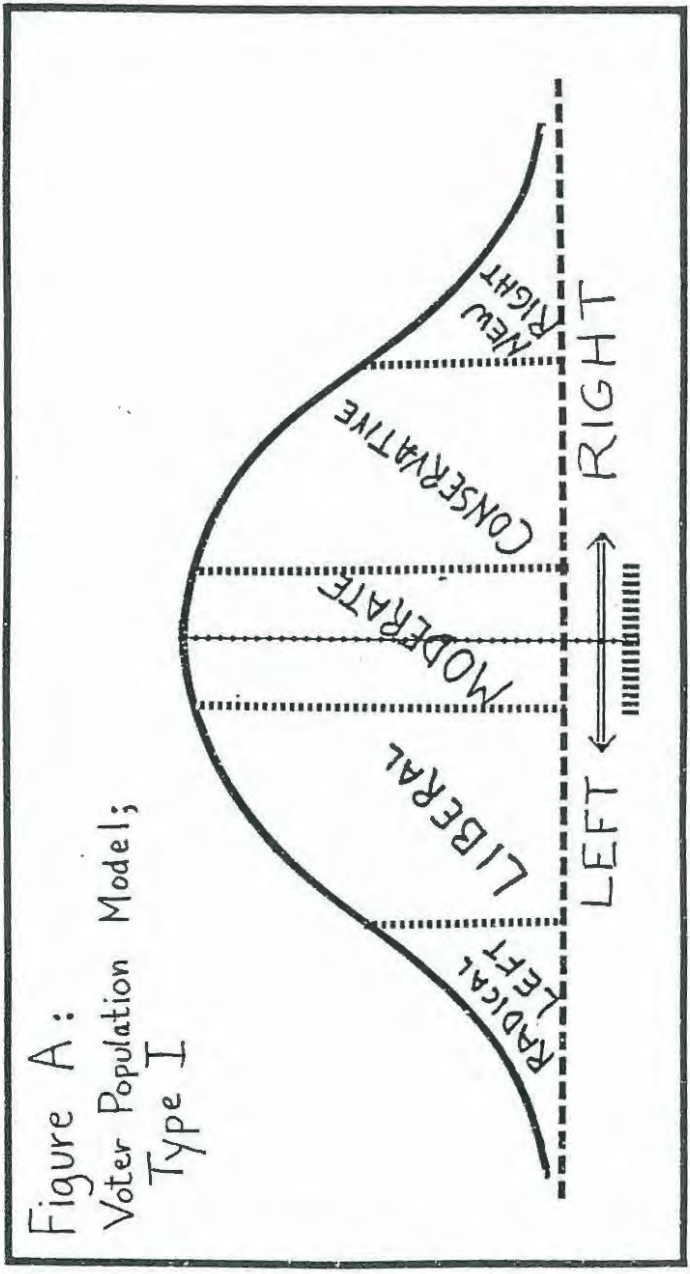 Figure A:
Voter Population Model;
Type I
RADICAL
LEFT
LIBERAL
MODERATE
CONSERVATIVE
NEW
RIGHT
LEFT
RIGHT